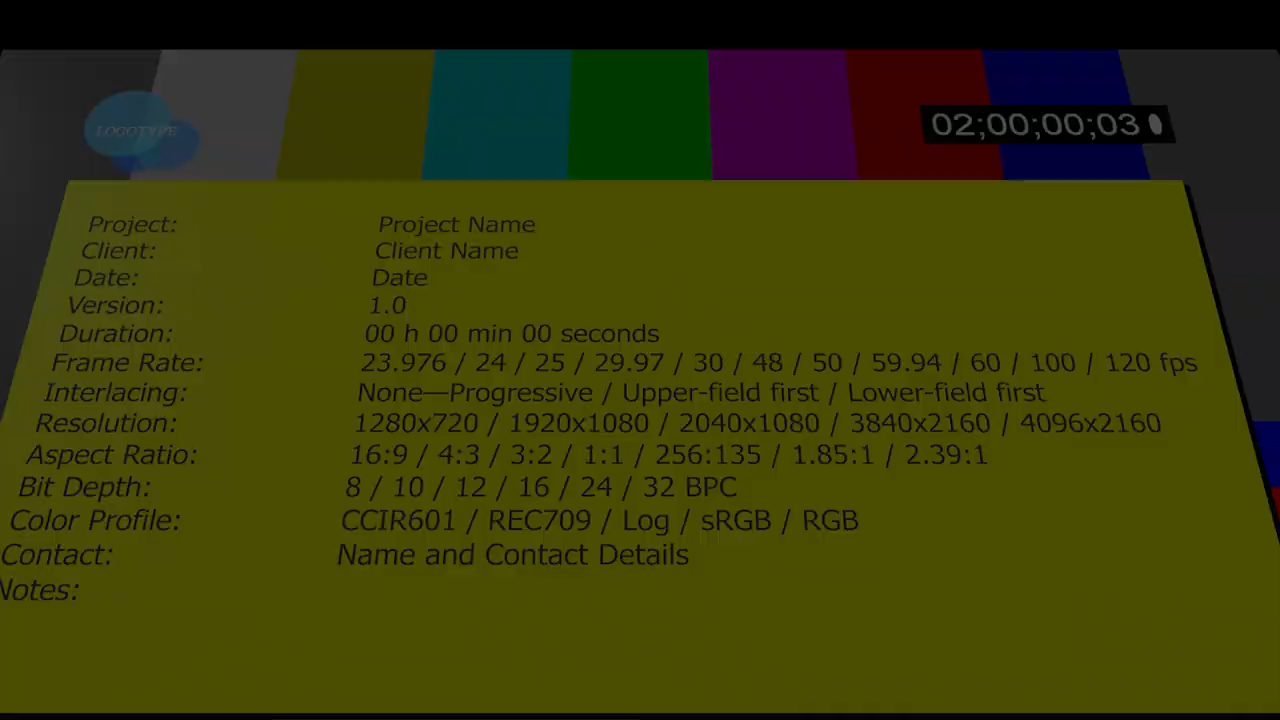 LOGOTYPE
02;00;00;03
Project: Project Name
Client: Client Name
Date: Date
Version: 1.0
Duration: 00 h 00 min 00 seconds
Frame Rate: 23.976 / 24 / 25 / 29.97 / 30 / 48 / 50 / 59.94 / 60 / 100 / 120 fps
Interlacing: None—Progressive / Upper-field first / Lower-field first
Resolution: 1280x720 / 1920x1080 / 2040x1080 / 3840x2160 / 4096x2160
Aspect Ratio: 16:9 / 4:3 / 3:2 / 1:1 / 256:135 / 1.85:1 / 2.39:1
Bit Depth: 8 / 10 / 12 / 16 / 24 / 32 BPC
Color Profile: CCIR601 / REC709 / Log / sRGB / RGB
Contact: Name and Contact Details
Notes: